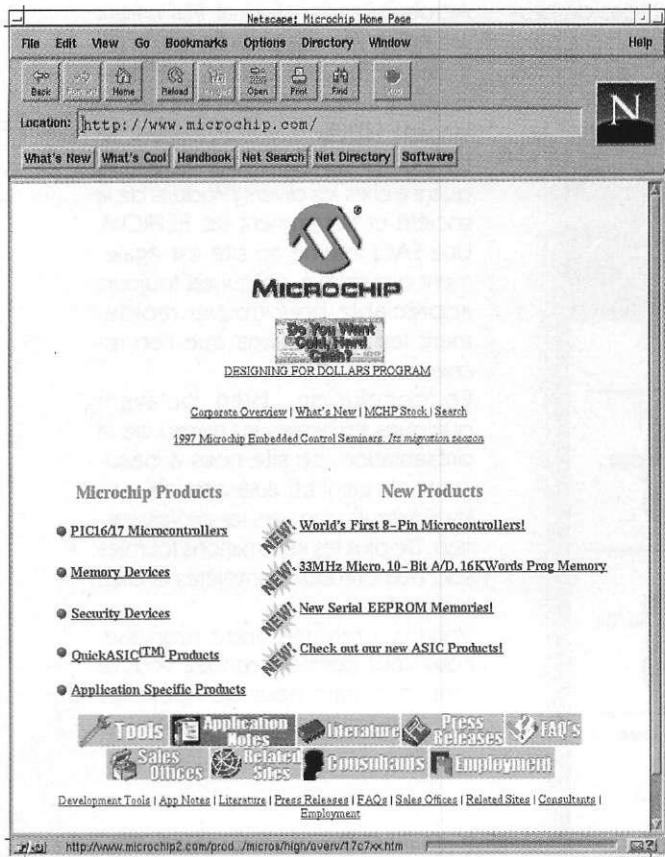 Netscape: Microchip Home Page
File Edit View Go Bookmarks Options Directory Window Help
Back Forward Home Reload Images Open Print Find Stop
N
Location: http://www.microchip.com/
What's New What's Cool Handbook Net Search Net Directory Software
MICROCHIP
Do You Want
Cold, Hard
Cash?
DESIGNING FOR DOLLARS PROGRAM
Corporate Overview | What's New | MCHP Stock | Search
1997 Microchip Embedded Control Seminars. Its migration season
Microchip Products New Products
PIC16/17 Microcontrollers NEW! World's First 8-Pin Microcontrollers!
Memory Devices NEW! 33MHz Micro, 10-Bit A/D, 16KWords Prog Memory
Security Devices NEW! New Serial EEPROM Memories!
QuickASIC(TM) Products NEW! Check out our new ASIC Products!
Application Specific Products
Tools Application Notes Literature Press Releases FAQ's
Sales Offices Related Sites Consultants Employment
Development Tools | App Notes | Literature | Press Releases | FAQs | Sales Offices | Related Sites | Consultants |
Employment
http://www.microchip2.com/prod../micros/high/overv/17c7xx.htm